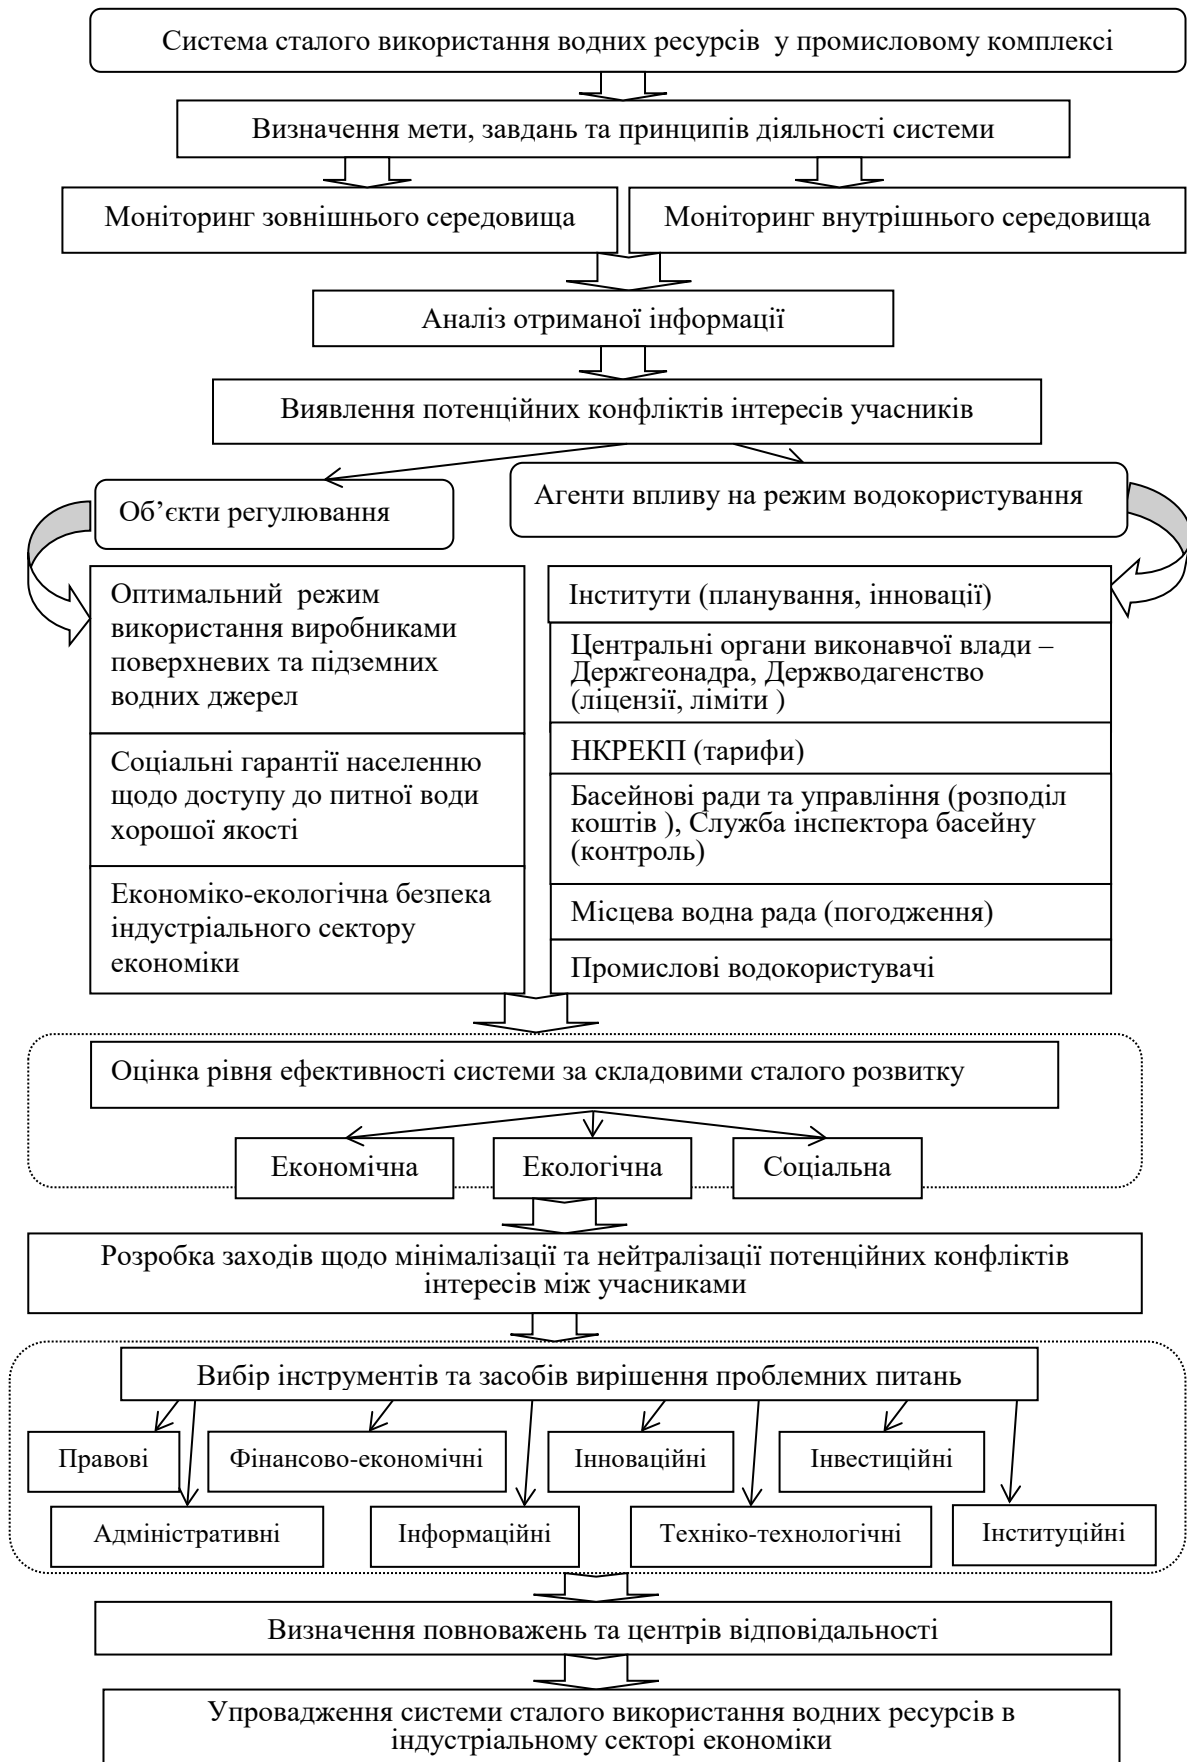 Система сталого використання водних ресурсів у промисловому комплексі
Визначення мети, завдань та принципів діяльності системи
Моніторинг зовнішнього середовища
Моніторинг внутрішнього середовища
Аналіз отриманої інформації
Виявлення потенційних конфліктів інтересів учасників
Об’єкти регулювання
Агенти впливу на режим водокористування
Оптимальний режим
використання виробниками
поверхневих та підземних
водних джерел
Соціальні гарантії населенню
щодо доступу до питної води
хорошої якості
Економіко-екологічна безпека
індустріального сектору
економіки
Інститути (планування, інновації)
Центральні органи виконавчої влади –
Держгеонадра, Держводагенство
(ліцензії, ліміти )
НКРЕКП (тарифи)
Басейнові ради та управління (розподіл
коштів ), Служба інспектора басейну
(контроль)
Місцева водна рада (погодження)
Промислові водокористувачі
Оцінка рівня ефективності системи за складовими сталого розвитку
Економічна
Екологічна
Соціальна
Розробка заходів щодо мінімалізації та нейтралізації потенційних конфліктів
інтересів між учасниками
Вибір інструментів та засобів вирішення проблемних питань
Правові
Фінансово-економічні
Інноваційні
Інвестиційні
Адміністративні
Інформаційні
Техніко-технологічні
Інституційні
Визначення повноважень та центрів відповідальності
Упровадження системи сталого використання водних ресурсів в
індустріальному секторі економіки